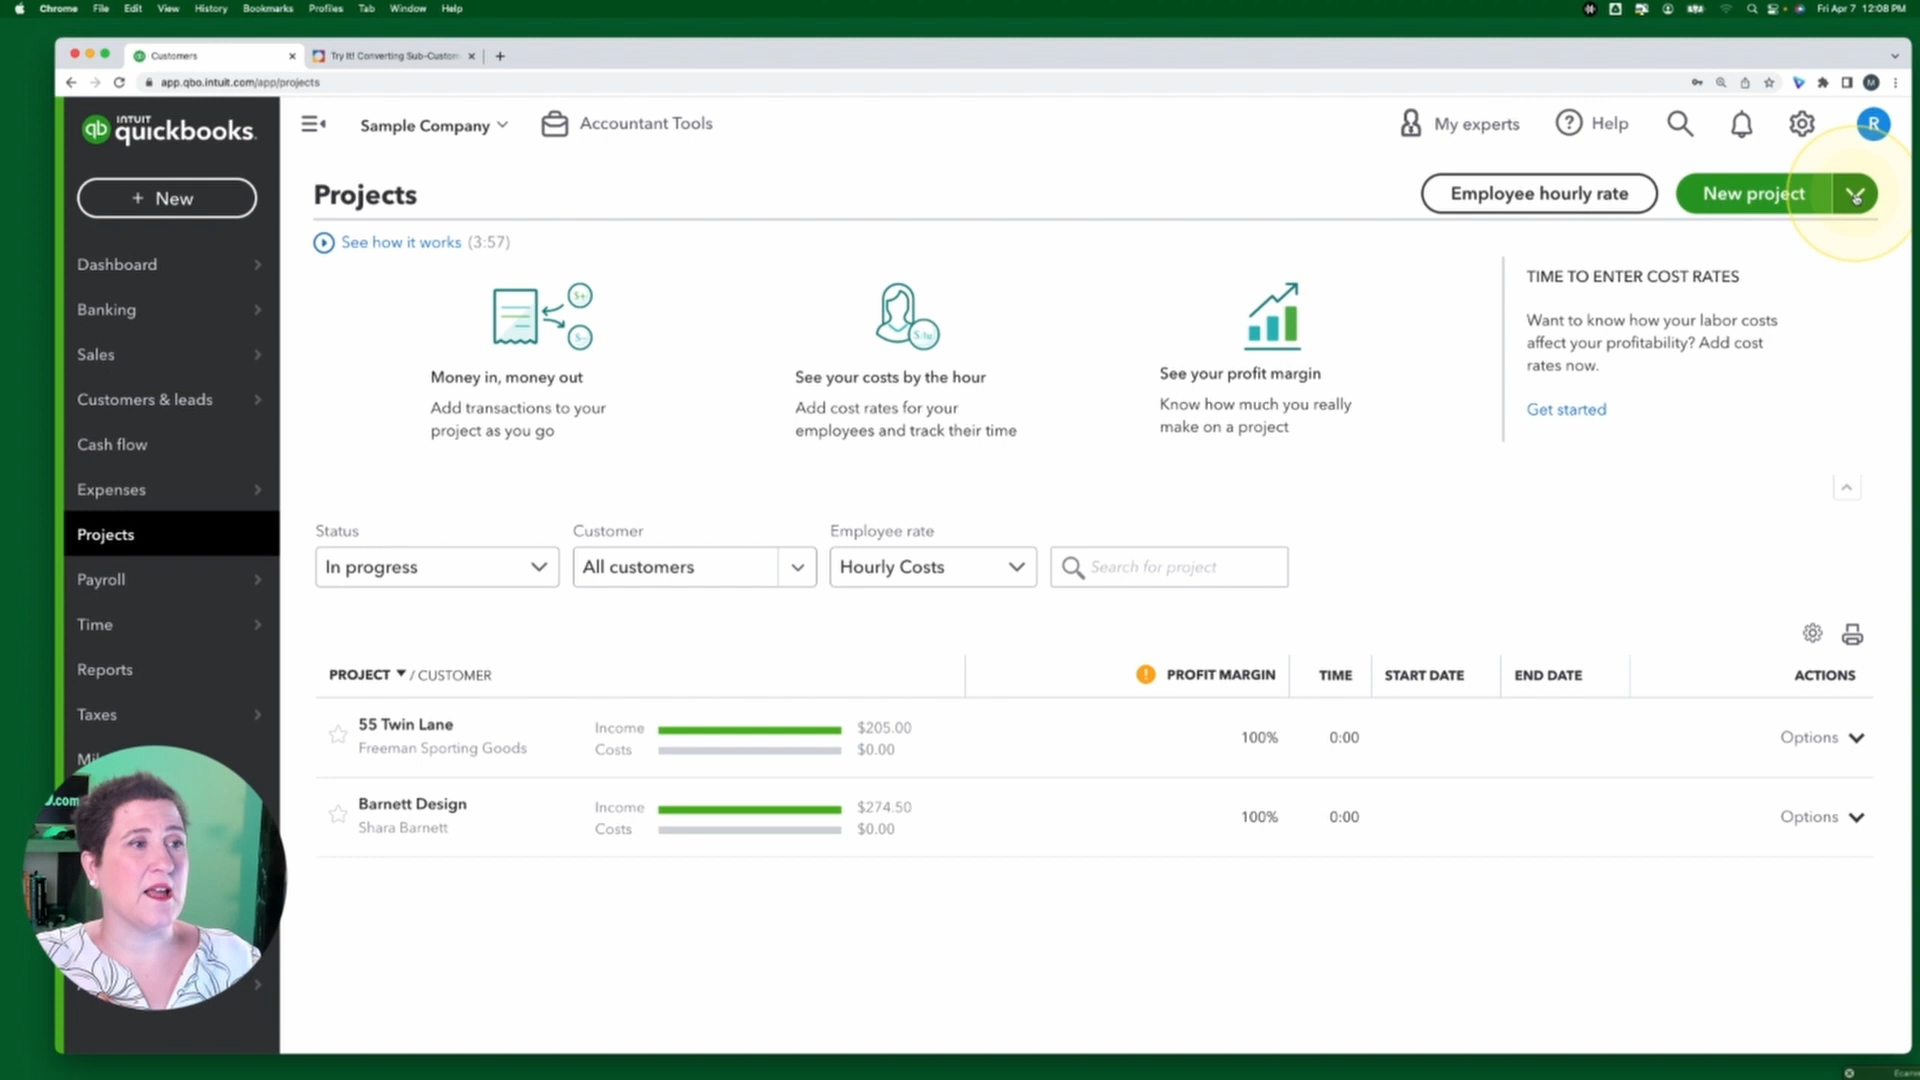 Chrome File Edit View History Bookmarks Profiles Tab Window Help
Fri Apr 7 12:08 PM
Customers
Try It! Converting Sub-Custom
app.qbo.intuit.com/app/projects
M
qb INTUIT quickbooks.
Sample Company
Accountant Tools
My experts
Help
R
+ New
Projects
Employee hourly rate
New project
See how it works (3:57)
Dashboard
Banking
Sales
Customers & leads
Cash flow
Expenses
Projects
Payroll
Time
Reports
Taxes
Money in, money out
Add transactions to your
project as you go
See your costs by the hour
Add cost rates for your
employees and track their time
See your profit margin
Know how much you really
make on a project
TIME TO ENTER COST RATES
Want to know how your labor costs
affect your profitability? Add cost
rates now.
Get started
Status
In progress
Customer
All customers
Employee rate
Hourly Costs
Search for project
PROJECT / CUSTOMER
PROFIT MARGIN
TIME
START DATE
END DATE
ACTIONS
55 Twin Lane
Freeman Sporting Goods
Income $205.00
Costs $0.00
100%
0:00
Options
Barnett Design
Shara Barnett
Income $274.50
Costs $0.00
100%
0:00
Options
.com